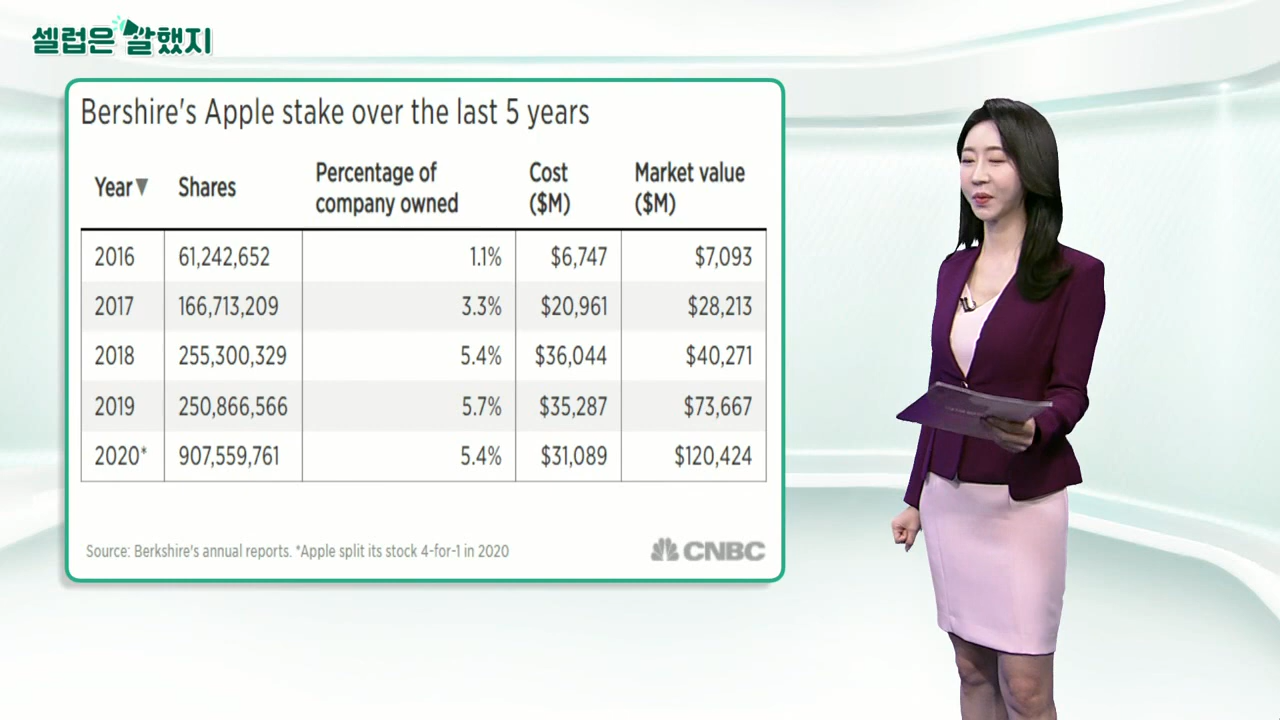 셀럽은 말했지
Bershire's Apple stake over the last 5 years
Year▼ Shares Percentage of company owned Cost ($M) Market value ($M)
2016 61,242,652 1.1% $6,747 $7,093
2017 166,713,209 3.3% $20,961 $28,213
2018 255,300,329 5.4% $36,044 $40,271
2019 250,866,566 5.7% $35,287 $73,667
2020* 907,559,761 5.4% $31,089 $120,424
Source: Berkshire's annual reports. *Apple split its stock 4-for-1 in 2020
CNBC